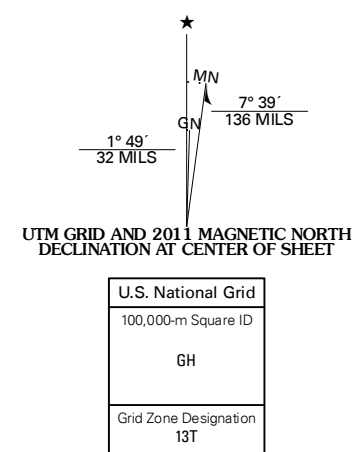 ★
MN
7° 39´
136 MILS
GN
1° 49´
32 MILS
UTM GRID AND 2011 MAGNETIC NORTH
DECLINATION AT CENTER OF SHEET
U.S. National Grid
100,000-m Square ID
GH
Grid Zone Designation
13T